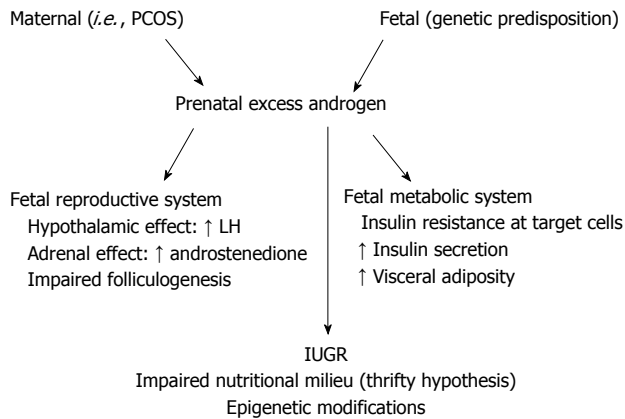 Maternal (i.e., PCOS)
Fetal (genetic predisposition)
Prenatal excess androgen
Fetal reproductive system
Hypothalamic effect: ↑ LH
Adrenal effect: ↑ androstenedione
Impaired folliculogenesis
Fetal metabolic system
Insulin resistance at target cells
↑ Insulin secretion
↑ Visceral adiposity
IUGR
Impaired nutritional milieu (thrifty hypothesis)
Epigenetic modifications